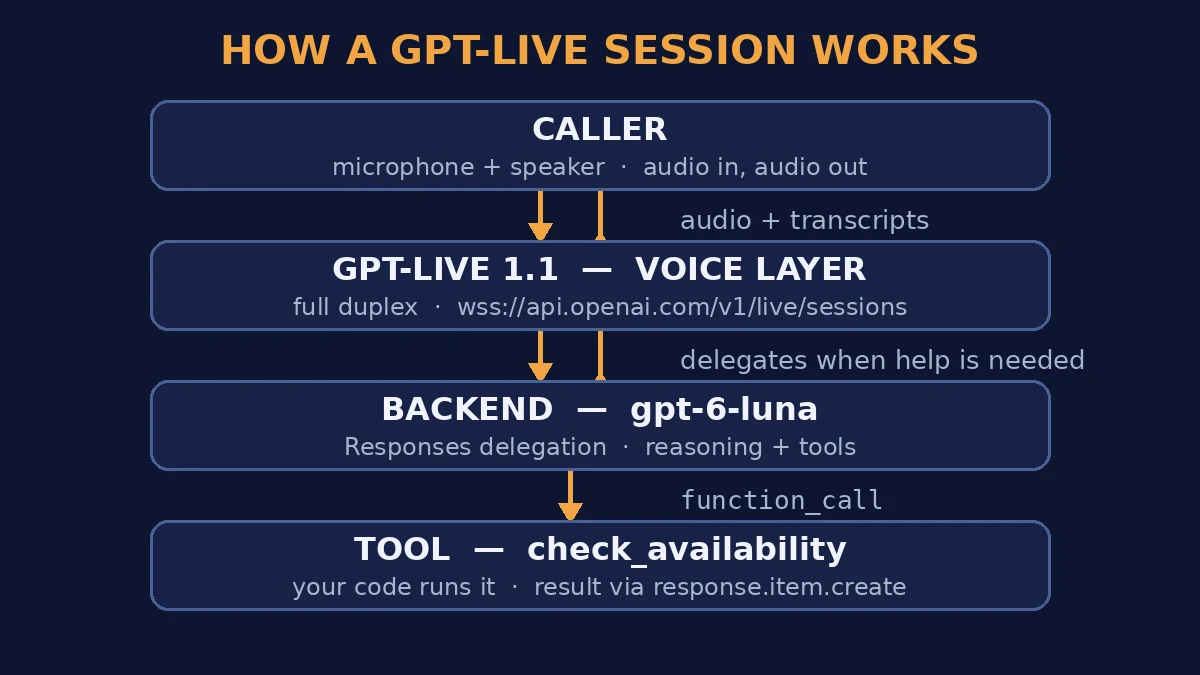 HOW A GPT-LIVE SESSION WORKS
CALLER
microphone + speaker · audio in, audio out
audio + transcripts
GPT-LIVE 1.1 — VOICE LAYER
full duplex · wss://api.openai.com/v1/live/sessions
delegates when help is needed
BACKEND — gpt-6-luna
Responses delegation · reasoning + tools
function_call
TOOL — check_availability
your code runs it · result via response.item.create